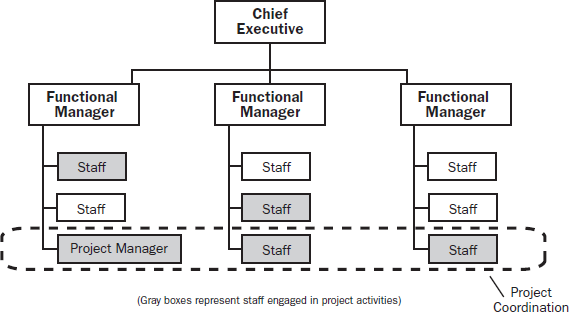 Chief
Executive
Functional
Manager
Functional
Manager
Functional
Manager
Staff
Staff
Staff
Staff
Staff
Staff
Project Manager
Staff
Staff
(Gray boxes represent staff engaged in project activities)
Project
Coordination